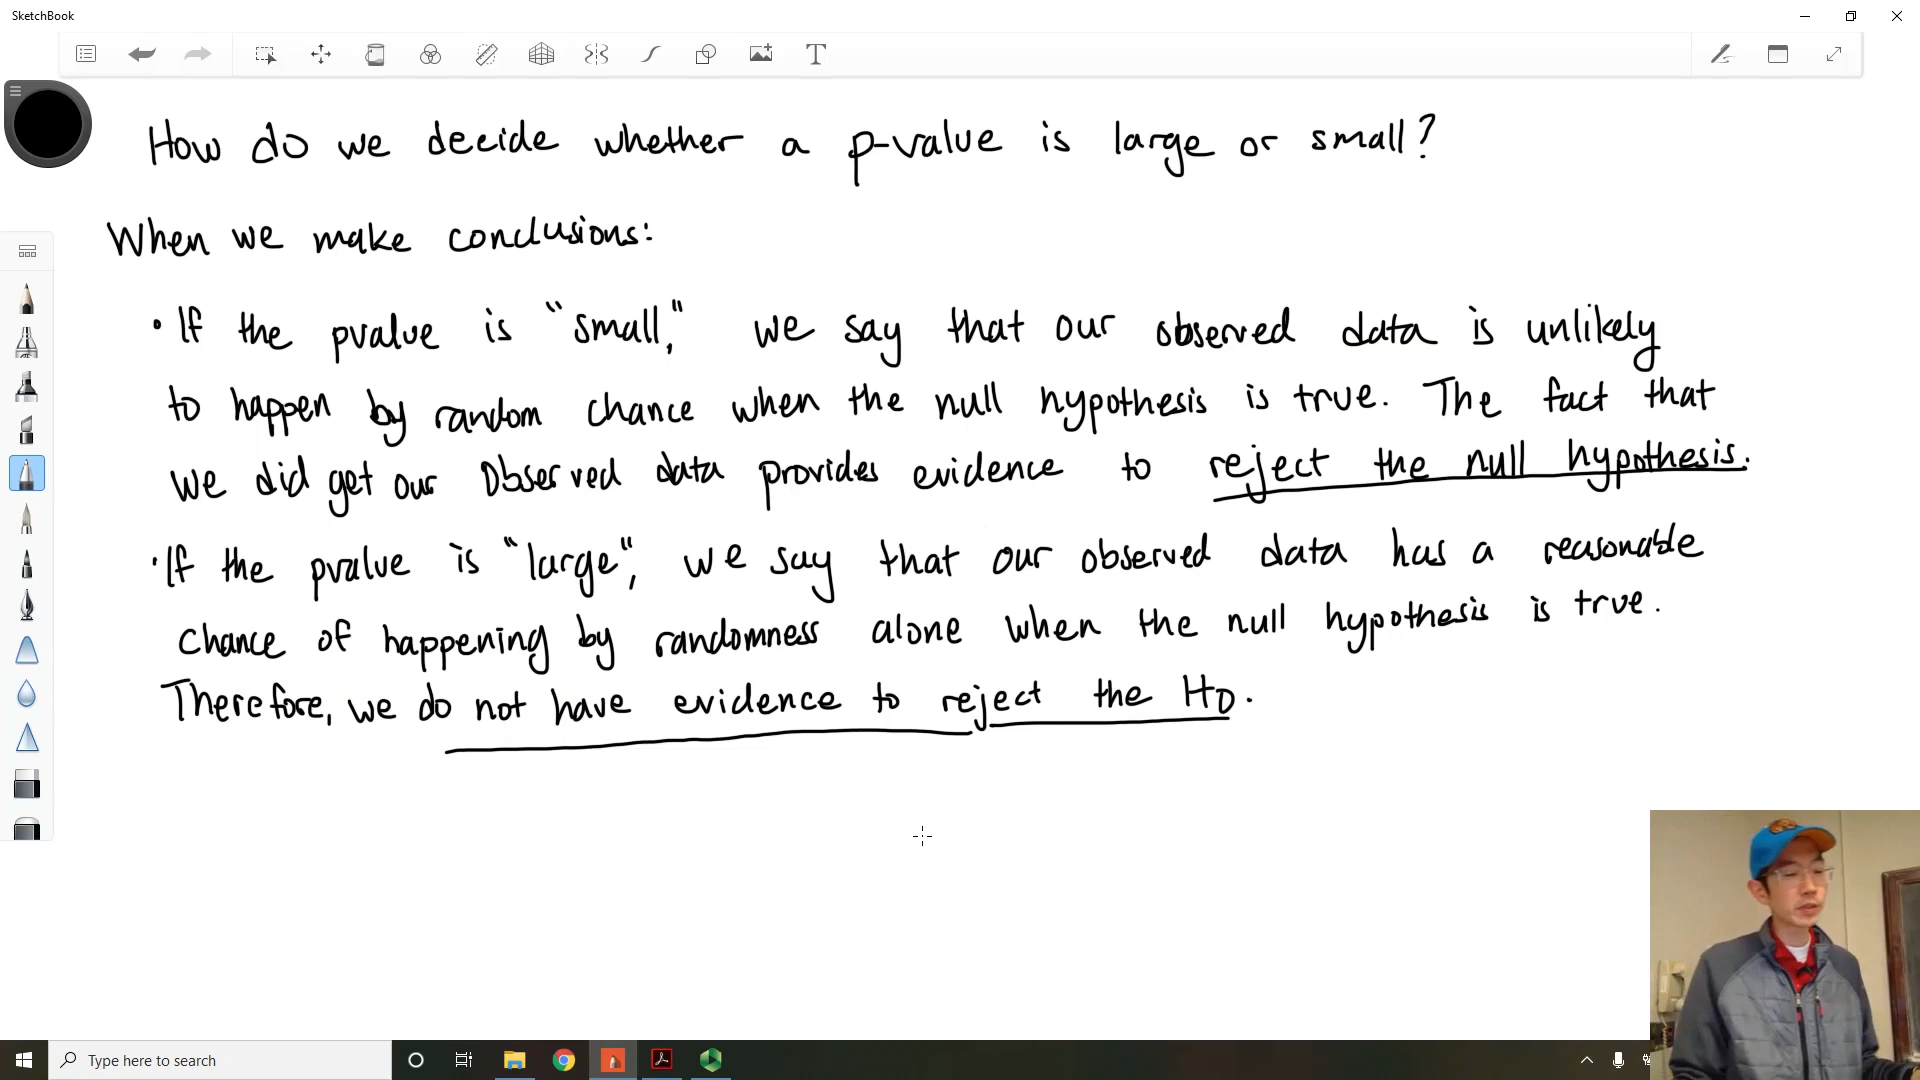 SketchBook
T
How do we decide whether a p-value is large or small?
When we make conclusions:
• If the pvalue is "small," we say that our observed data is unlikely
to happen by random chance when the null hypothesis is true. The fact that
we did get our observed data provides evidence to reject the null hypothesis.
• If the pvalue is "large", we say that our observed data has a reasonable
chance of happening by randomness alone when the null hypothesis is true.
Therefore, we do not have evidence to reject the H0.
Type here to search